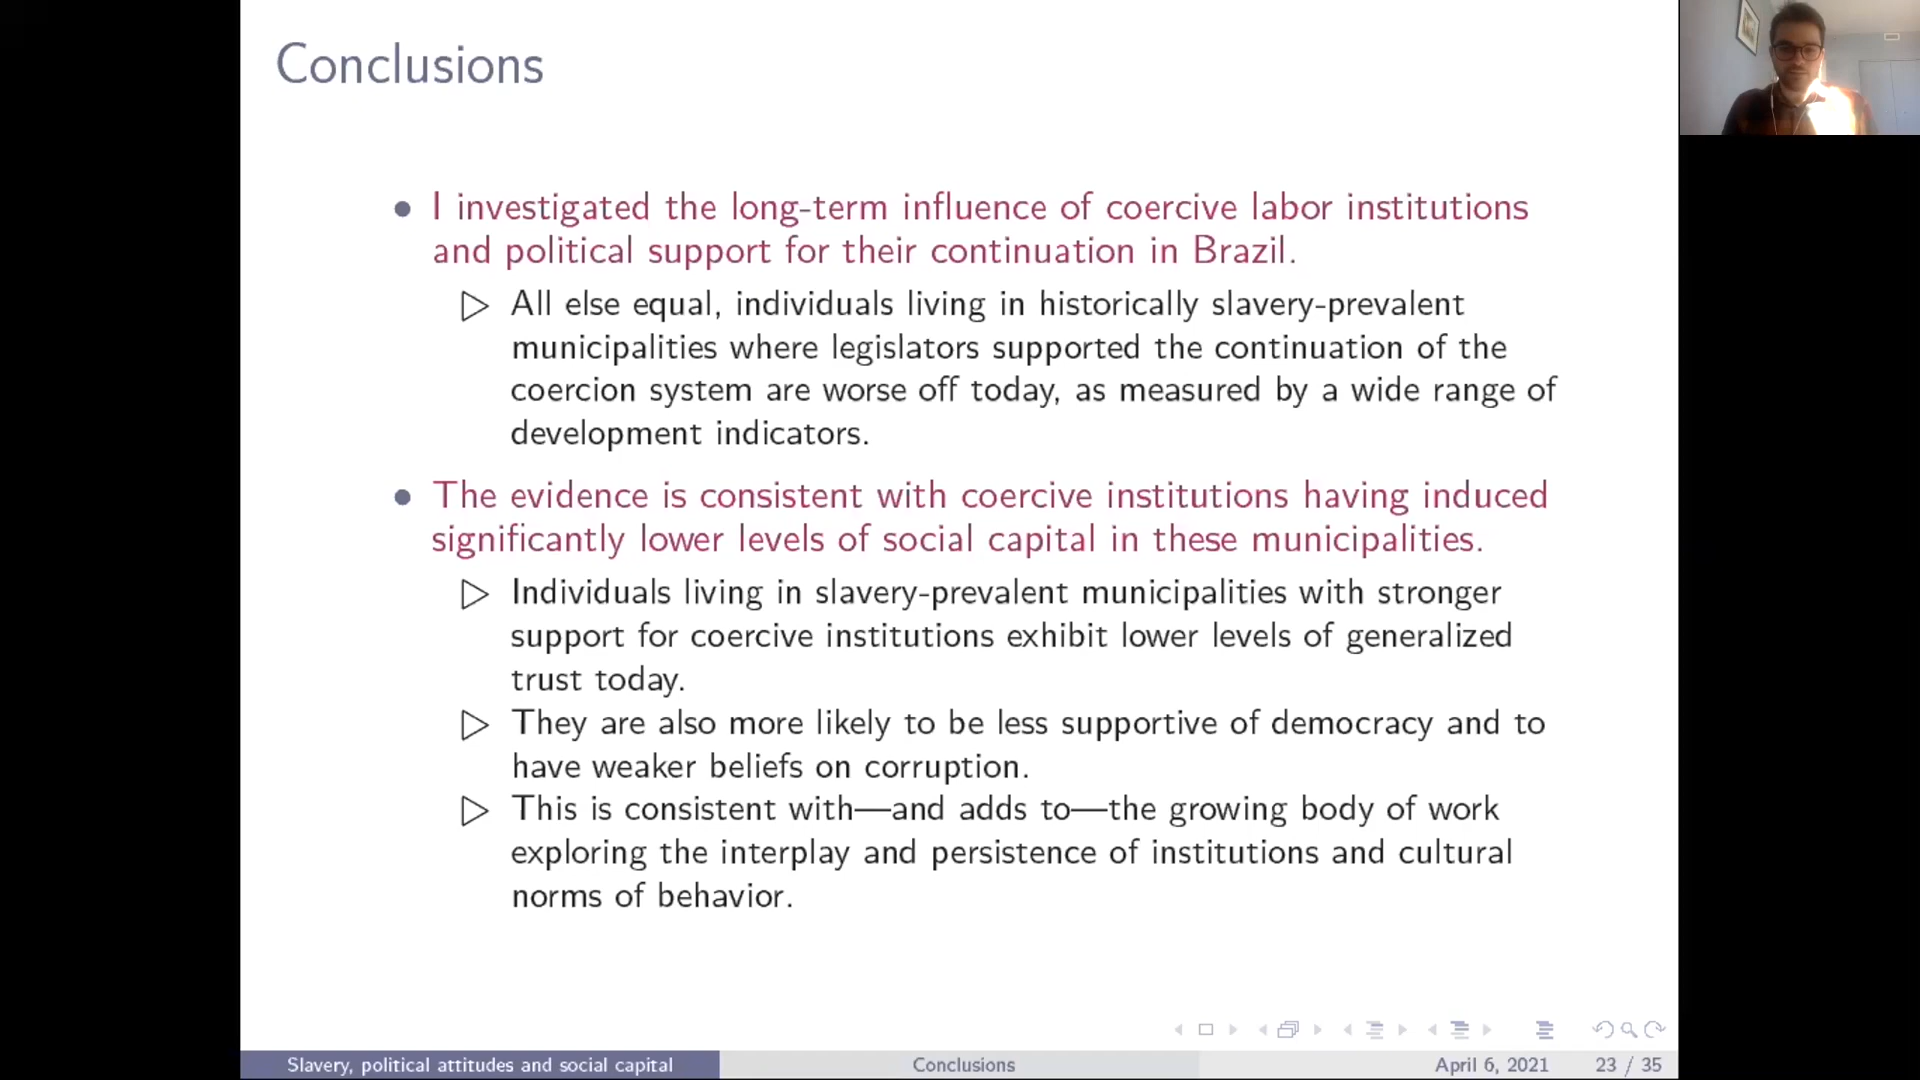 Conclusions
I investigated the long-term influence of coercive labor institutions
and political support for their continuation in Brazil.
All else equal, individuals living in historically slavery-prevalent
municipalities where legislators supported the continuation of the
coercion system are worse off today, as measured by a wide range of
development indicators.
The evidence is consistent with coercive institutions having induced
significantly lower levels of social capital in these municipalities.
Individuals living in slavery-prevalent municipalities with stronger
support for coercive institutions exhibit lower levels of generalized
trust today.
They are also more likely to be less supportive of democracy and to
have weaker beliefs on corruption.
This is consistent with—and adds to—the growing body of work
exploring the interplay and persistence of institutions and cultural
norms of behavior.
Slavery, political attitudes and social capital Conclusions April 6, 2021 23 / 35